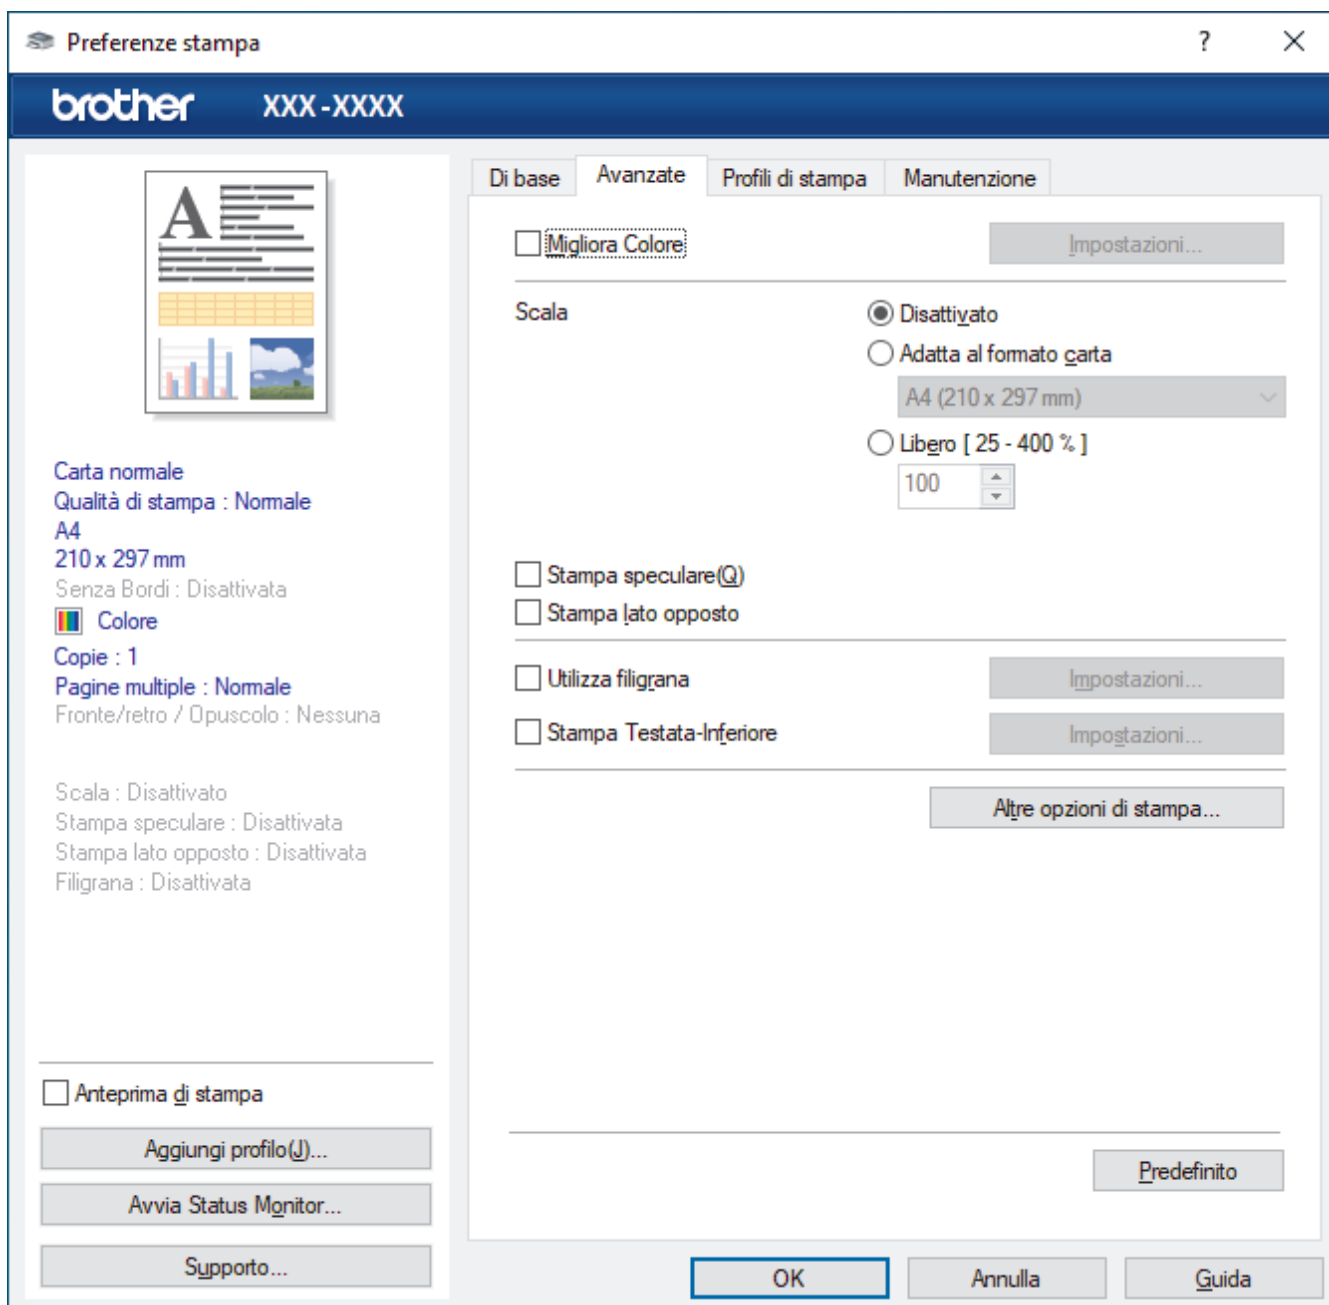 Preferenze stampa
?
brother XXX-XXXX
A
Carta normale
Qualità di stampa : Normale
A4
210 x 297 mm
Senza Bordi : Disattivata
Colore
Copie : 1
Pagine multiple : Normale
Fronte/retro / Opuscolo : Nessuna
Scala : Disattivato
Stampa speculare : Disattivata
Stampa lato opposto : Disattivata
Filigrana : Disattivata
Anteprima di stampa
Aggiungi profilo(J)...
Avvia Status Monitor...
Supporto...
Di base
Avanzate
Profili di stampa
Manutenzione
Migliora Colore
Impostazioni...
Scala
Disattivato
Adatta al formato carta
A4 (210 x 297 mm)
Libero [ 25 - 400 % ]
100
Stampa speculare(Q)
Stampa lato opposto
Utilizza filigrana
Impostazioni...
Stampa Testata-Inferiore
Impostazioni...
Altre opzioni di stampa...
Predefinito
OK
Annulla
Guida